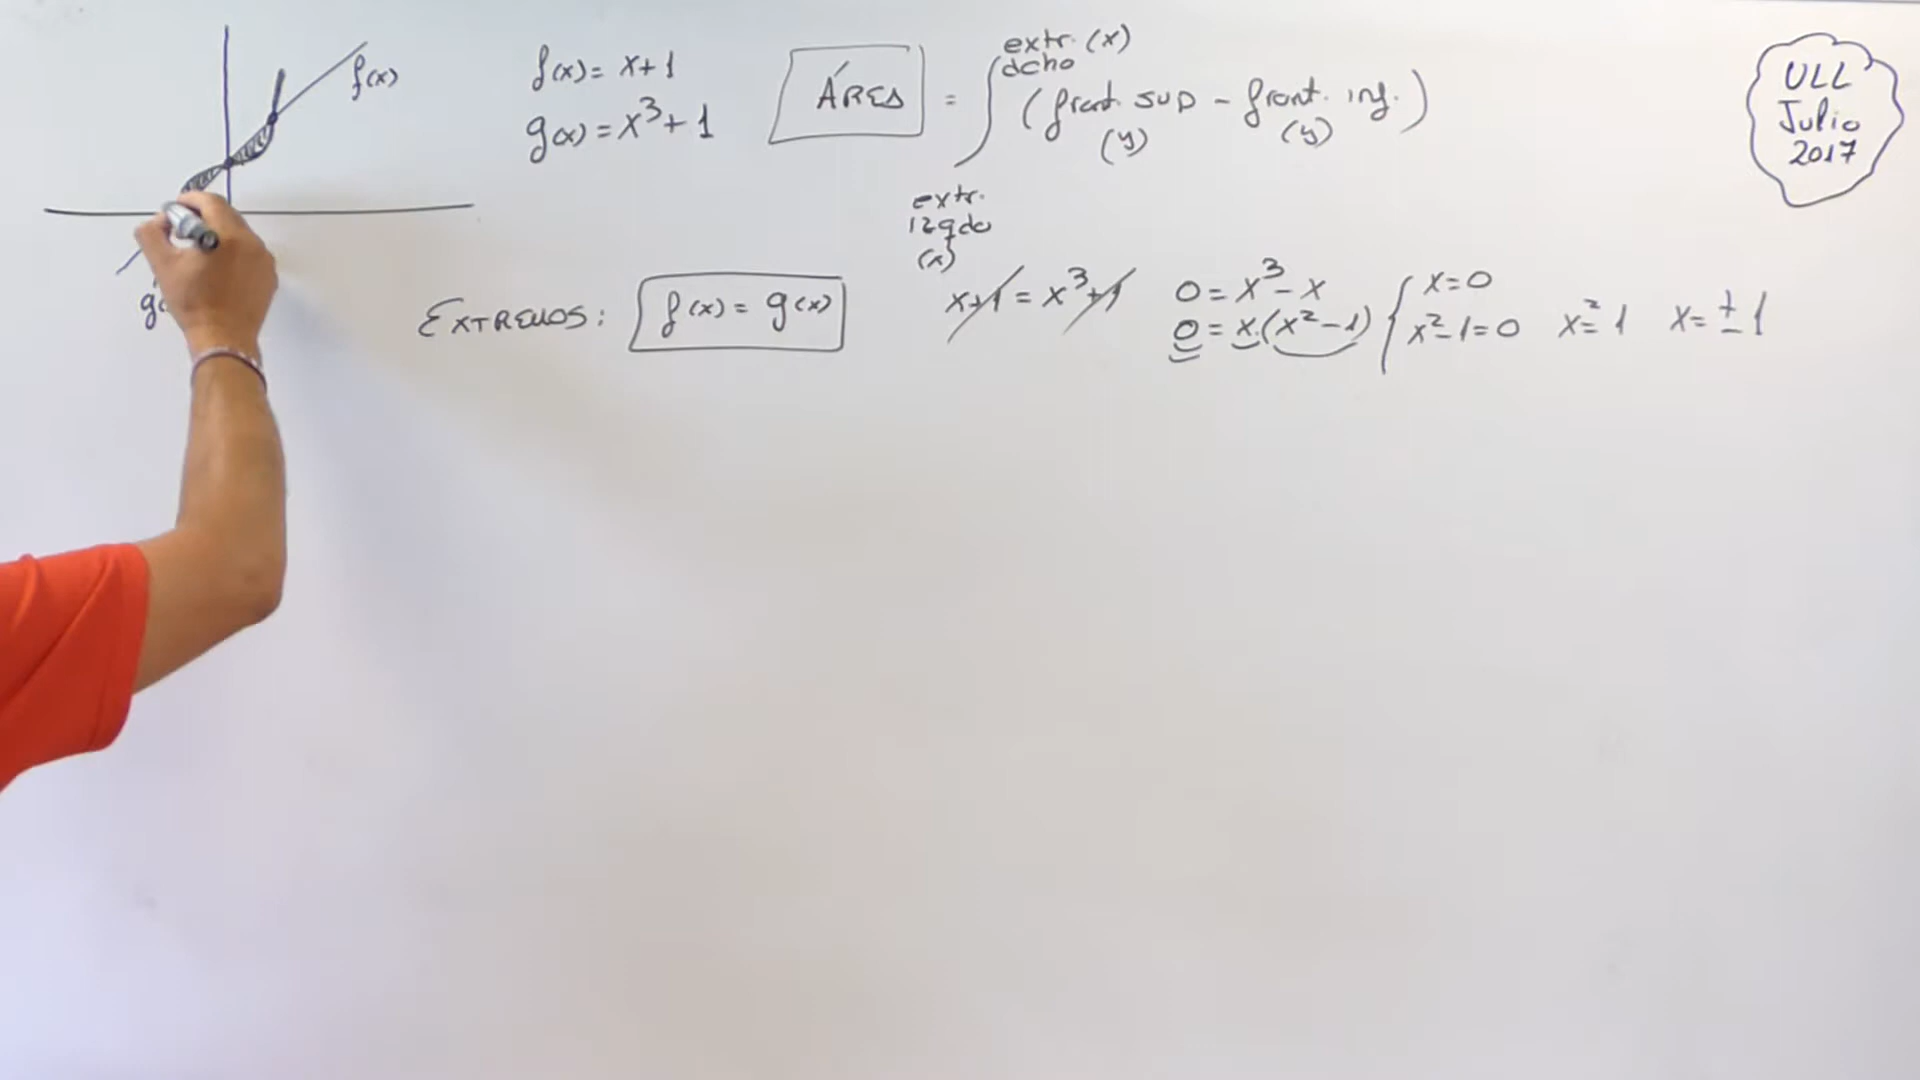 f(x)
g(
f(x) = x+1
g(x) = x³+1
ÁREA = ∫ (front. sup - front. inf.)
extr. (x)
dcho
(y) (y)
extr.
izqdo
(x)
ULL
Julio
2017
EXTREMOS: f(x) = g(x)
x+1 = x³+1
0 = x³ - x
0 = x·(x²-1)
x=0
x²-1=0 x²=1 x=±1